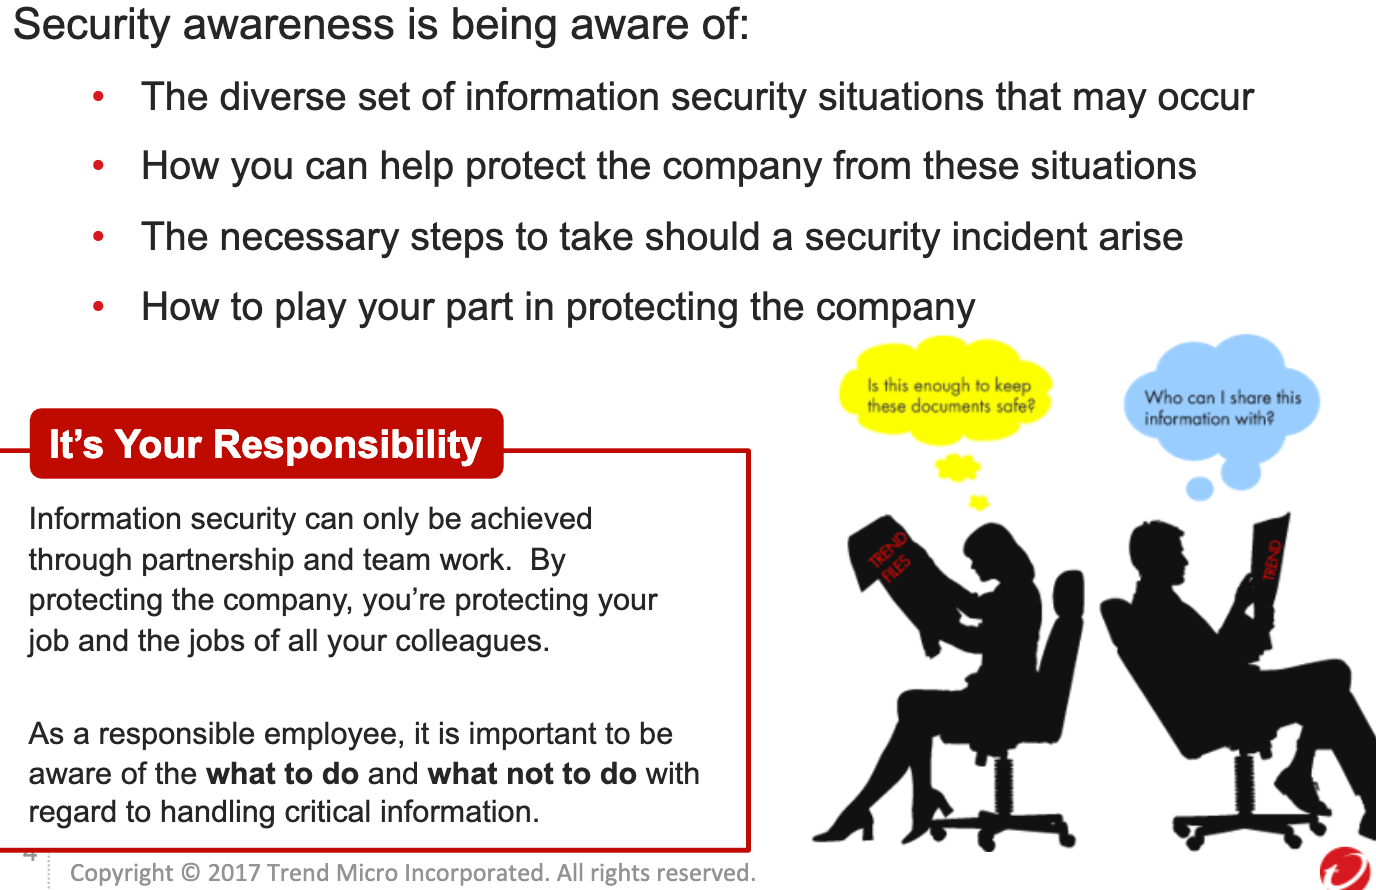 Security awareness is being aware of:
• The diverse set of information security situations that may occur
• How you can help protect the company from these situations
• The necessary steps to take should a security incident arise
• How to play your part in protecting the company
Is this enough to keep
these documents safe?
Who can I share this
information with?
It’s Your Responsibility
Information security can only be achieved
through partnership and team work.  By
protecting the company, you’re protecting your
job and the jobs of all your colleagues.
As a responsible employee, it is important to be
aware of the what to do and what not to do with
regard to handling critical information.
TREND
FILES
TREND
4
Copyright © 2017 Trend Micro Incorporated. All rights reserved.